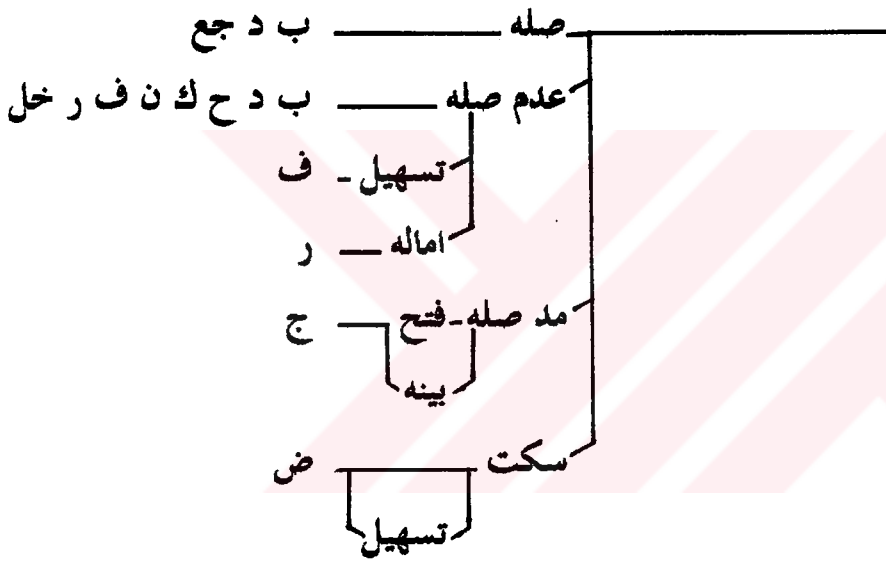 صله ب د جع
عدم صله ب د ح ك ن ف ر خل
تسهيل ف
اماله ر
مد صله فتح ج
بينه
سكت ض
تسهيل